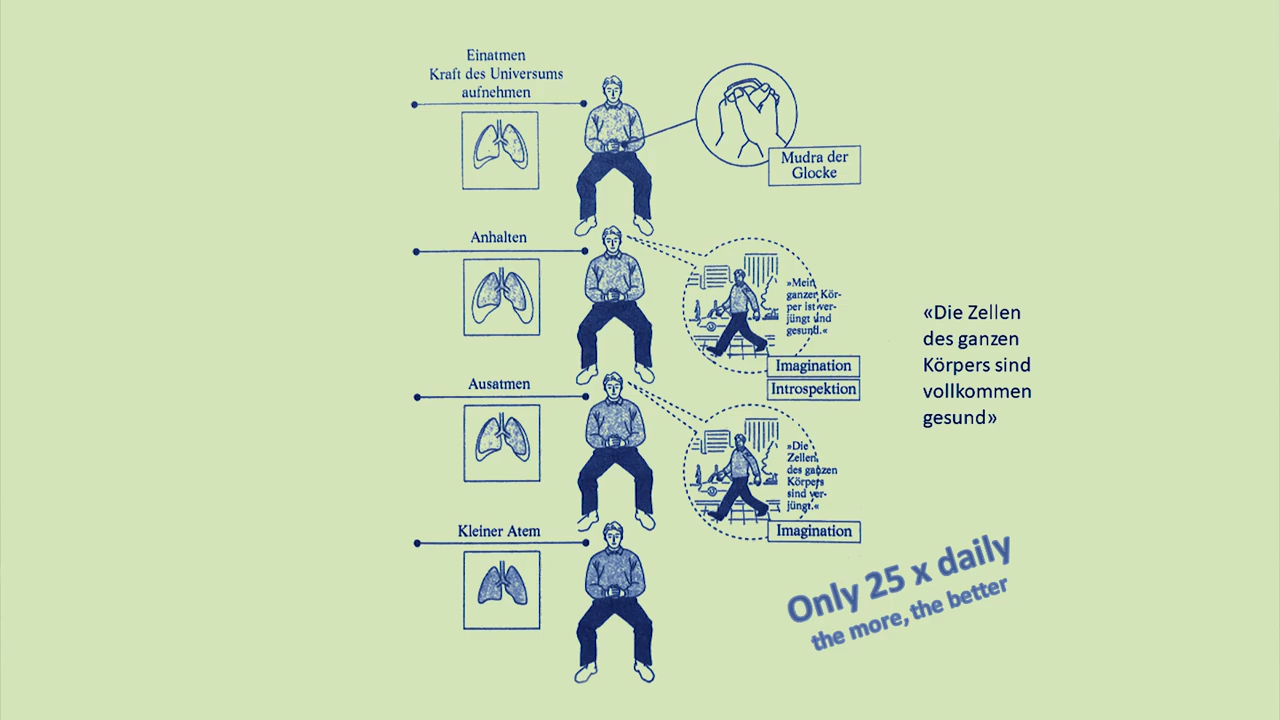 Einatmen
Kraft des Universums
aufnehmen
Mudra der
Glocke
Anhalten
»Mein
ganzer Kör-
per ist ver-
jüngt und
gesund.«
Imagination
Introspektion
«Die Zellen
des ganzen
Körpers sind
vollkommen
gesund»
Ausatmen
»Die
Zellen
des ganzen
Körpers
sind ver-
jüngt.«
Imagination
Kleiner Atem
Only 25 x daily
the more, the better